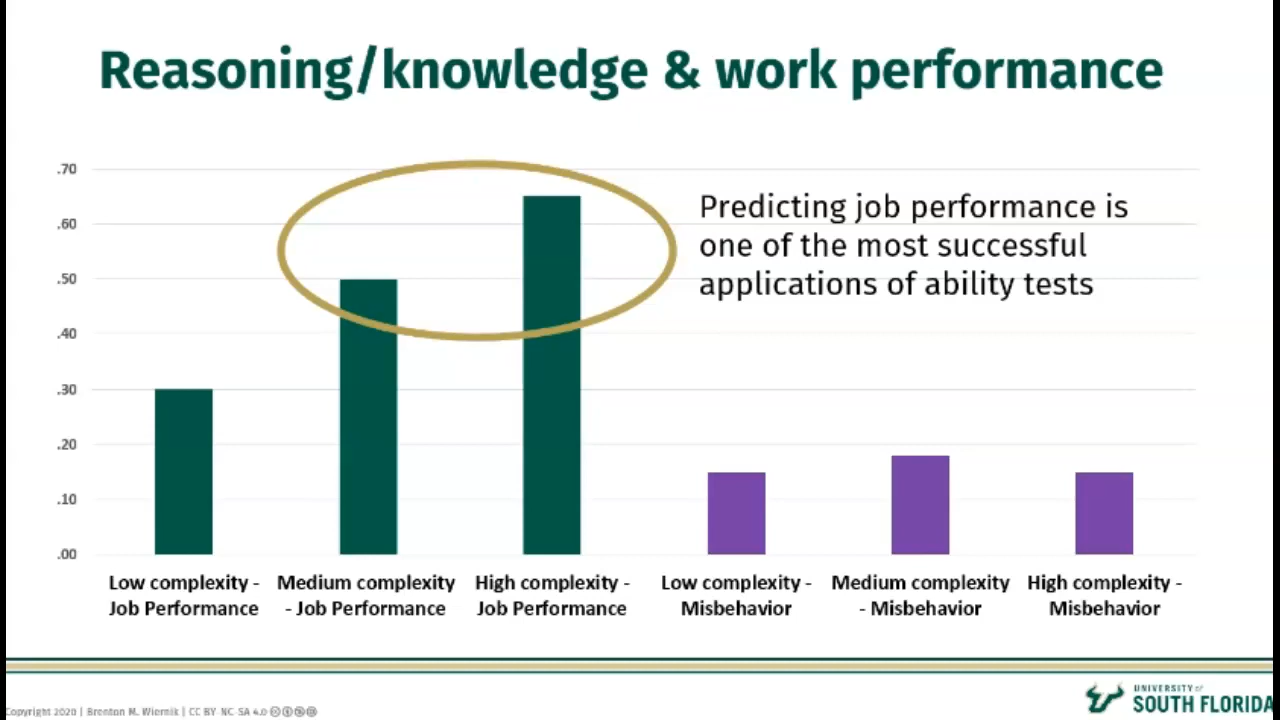 Reasoning/knowledge & work performance
.70
.60
.50
.40
.30
.20
.10
.00
Predicting job performance is
one of the most successful
applications of ability tests
Low complexity -
Job Performance
Medium complexity
- Job Performance
High complexity -
Job Performance
Low complexity -
Misbehavior
Medium complexity
- Misbehavior
High complexity -
Misbehavior
Copyright 2020 | Brenton M. Wiernik | CC BY-NC-SA 4.0
UNIVERSITY of
SOUTH FLORIDA